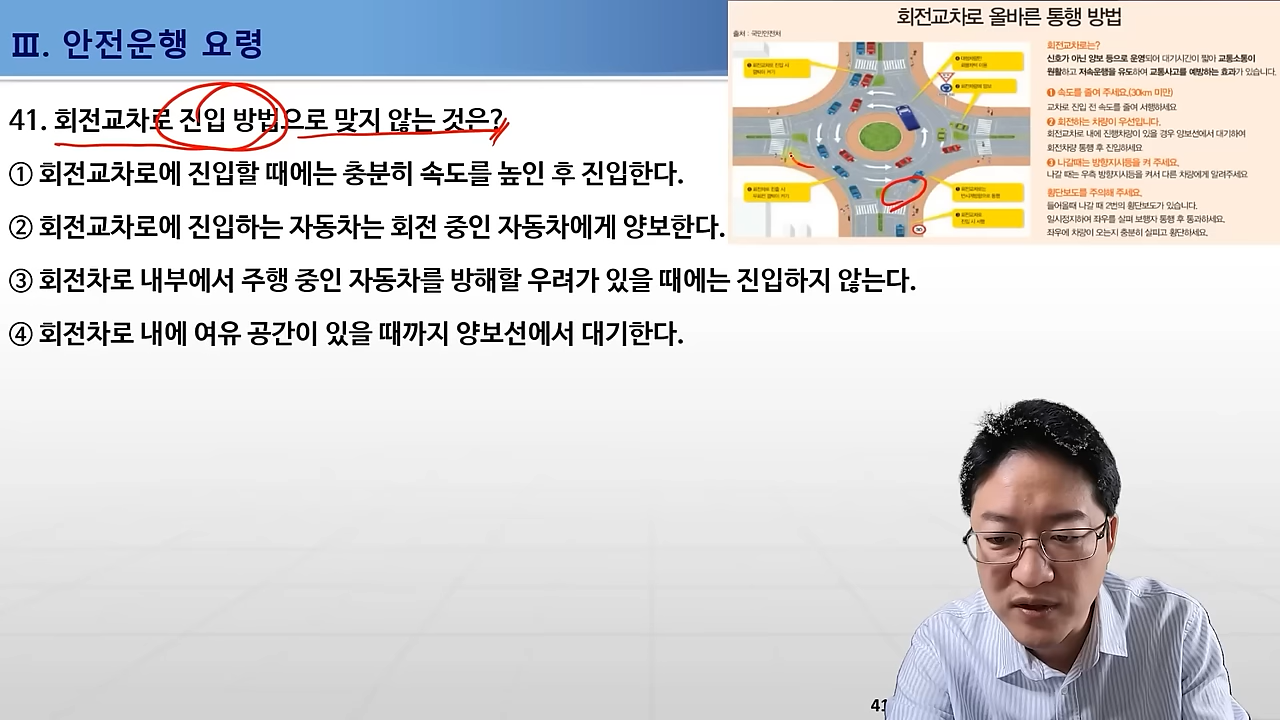 Ⅲ. 안전운행 요령
41. 회전교차로 진입 방법으로 맞지 않는 것은?
① 회전교차로에 진입할 때에는 충분히 속도를 높인 후 진입한다.
② 회전교차로에 진입하는 자동차는 회전 중인 자동차에게 양보한다.
③ 회전차로 내부에서 주행 중인 자동차를 방해할 우려가 있을 때에는 진입하지 않는다.
④ 회전차로 내에 여유 공간이 있을 때까지 양보선에서 대기한다.
회전교차로 올바른 통행 방법
출처 : 국민안전처
회전교차로는?
신호가 아닌 양보 등으로 운영되어 대기시간이 짧아 교통소통이
원활하고 저속운행을 유도하여 교통사고를 예방하는 효과가 있습니다.
❶ 속도를 줄여 주세요.(30km 미만)
교차로 진입 전 속도를 줄여 서행하세요
❷ 회전하는 차량이 우선입니다.
회전교차로 내에 진행차량이 있을 경우 양보선에서 대기하여
회전차량 통행 후 진입하세요
❸ 나갈때는 방향지시등을 켜 주세요.
나갈 때는 우측 방향지시등을 켜서 다른 차량에게 알려주세요
횡단보도를 주의해 주세요.
들어올때 나갈 때 2번의 횡단보도가 있습니다.
일시정지하여 좌우를 살펴 보행자 통행 후 통과하세요.
좌우에 차량이 오는지 충분히 살피고 횡단하세요.
30
41